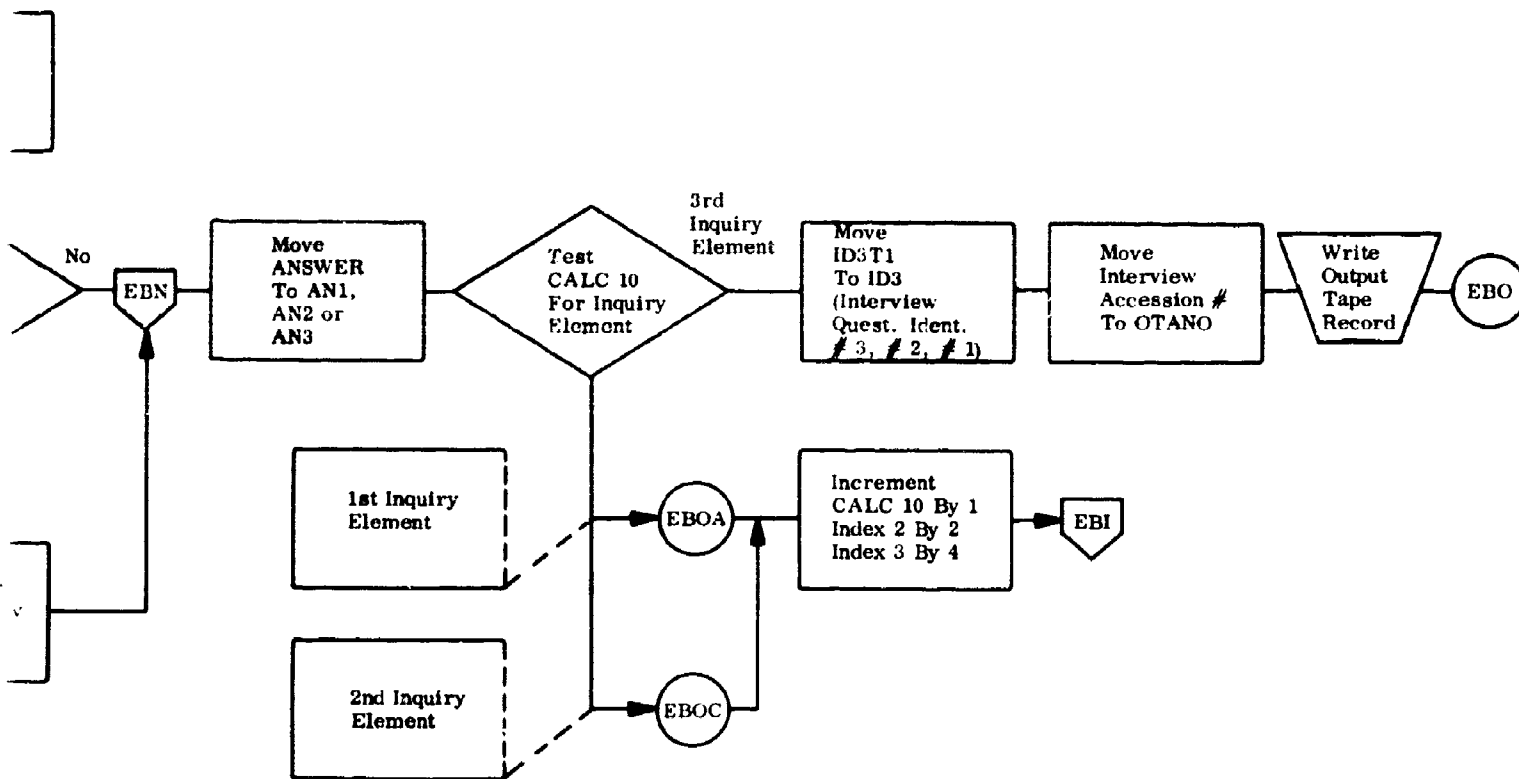 No
EBN
Move
ANSWER
To AN1,
AN2 or
AN3
Test
CALC 10
For Inquiry
Element
3rd
Inquiry
Element
Move
ID3T1
To ID3
(Interview
Quest. Ident.
# 3, # 2, # 1)
Move
Interview
Accession #
To OTANO
Write
Output
Tape
Record
EBO
1st Inquiry
Element
EBOA
Increment
CALC 10 By 1
Index 2 By 2
Index 3 By 4
EBI
v
2nd Inquiry
Element
EBOC